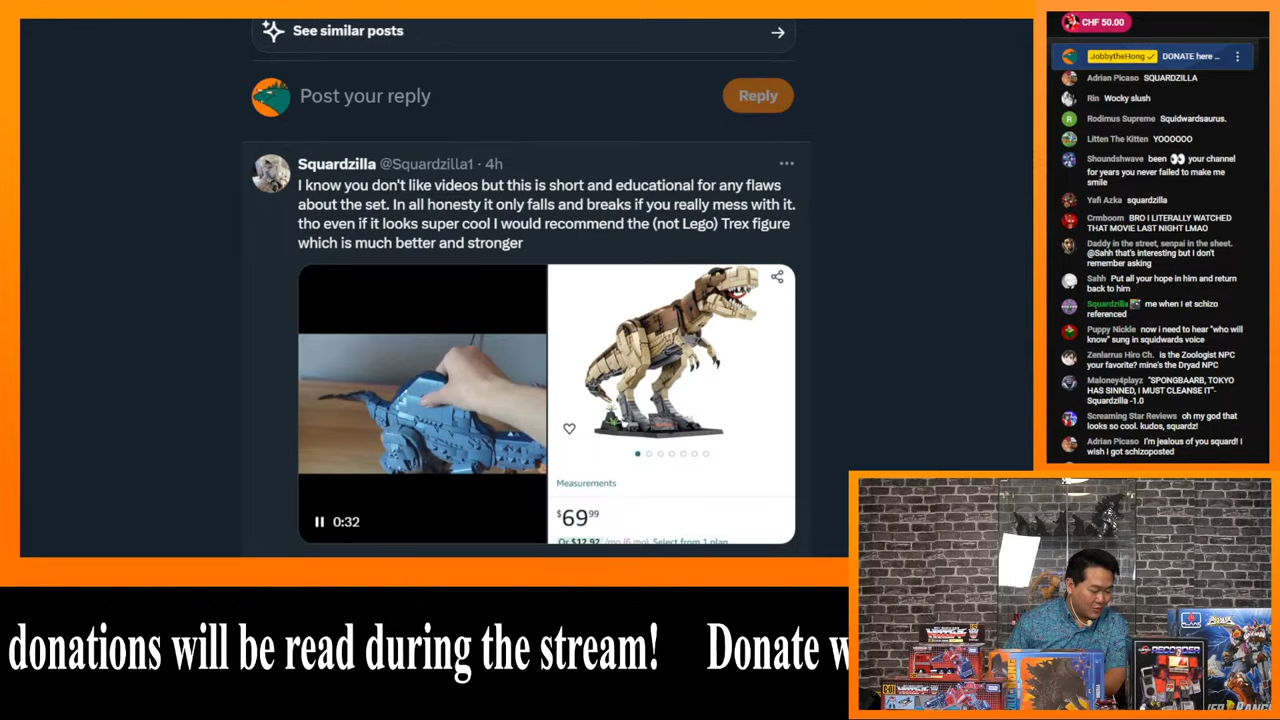 See similar posts
Post your reply
Reply
Squardzilla @Squardzilla1 · 4h
I know you don't like videos but this is short and educational for any flaws
about the set. In all honesty it only falls and breaks if you really mess with it.
tho even if it looks super cool I would recommend the (not Lego) Trex figure
which is much better and stronger
0:32
Measurements
$69.99
Or $12.92 /mo (6 mo). Select from 1 plan
donations will be read during the stream!
Donate w
CHF 50.00
JobbytheHong DONATE here ...
Adrian Picaso SQUARDZILLA
Rin Wocky slush
R
Rodimus Supreme Squidwardsaurus.
Litten The Kitten YOOOOOO
Shoundshwave been 👀 your channel
for years you never failed to make me
smile
Yafi Azka squardzilla
Crmboom BRO I LITERALLY WATCHED
THAT MOVIE LAST NIGHT LMAO
Daddy in the street, senpai in the sheet.
@Sahh that's interesting but I don't
remember asking
Sahh Put all your hope in him and return
back to him
Squardzilla me when I et schizo
referenced
Puppy Nickle now i need to hear "who will
know" sung in squidwards voice
Zenlarrus Hiro Ch. is the Zoologist NPC
your favorite? mine's the Dryad NPC
Maloney4playz "SPONGBAARB, TOKYO
HAS SINNED, I MUST CLEANSE IT"-
Squardzilla -1.0
Screaming Star Reviews oh my god that
looks so cool. kudos, squardz!
Adrian Picaso I'm jealous of you squard! I
wish I got schizoposted
RECORDER